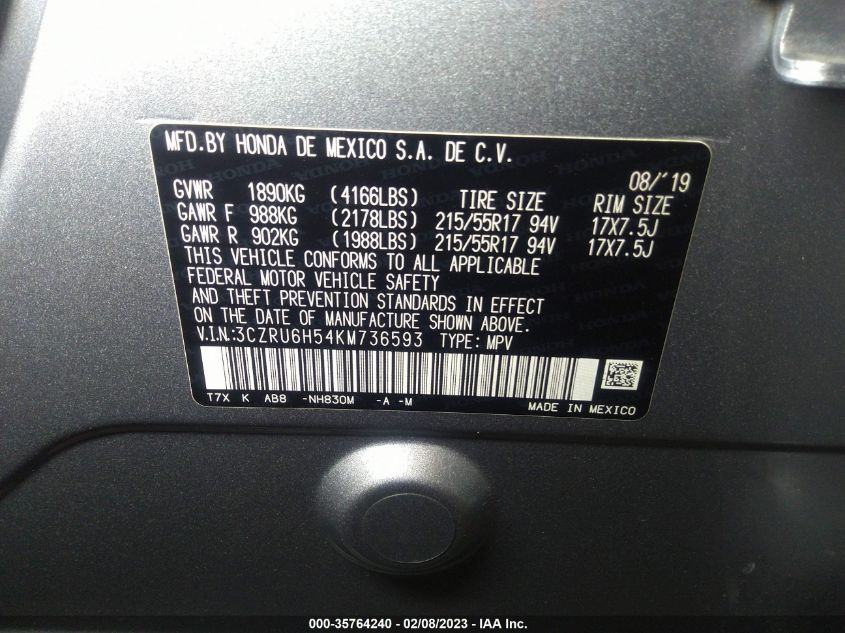 MFD.BY HONDA DE MEXICO S.A. DE C.V.
08/'19
GVWR 1890KG (4166LBS) TIRE SIZE RIM SIZE
GAWR F 988KG (2178LBS) 215/55R17 94V 17X7.5J
GAWR R 902KG (1988LBS) 215/55R17 94V 17X7.5J
THIS VEHICLE CONFORMS TO ALL APPLICABLE
FEDERAL MOTOR VEHICLE SAFETY
AND THEFT PREVENTION STANDARDS IN EFFECT
ON THE DATE OF MANUFACTURE SHOWN ABOVE.
V.I.N.:3CZRU6H54KM736593 TYPE: MPV
T7X K AB8 -NH830M -A -M
MADE IN MEXICO
000-35764240 - 02/08/2023 - IAA Inc.